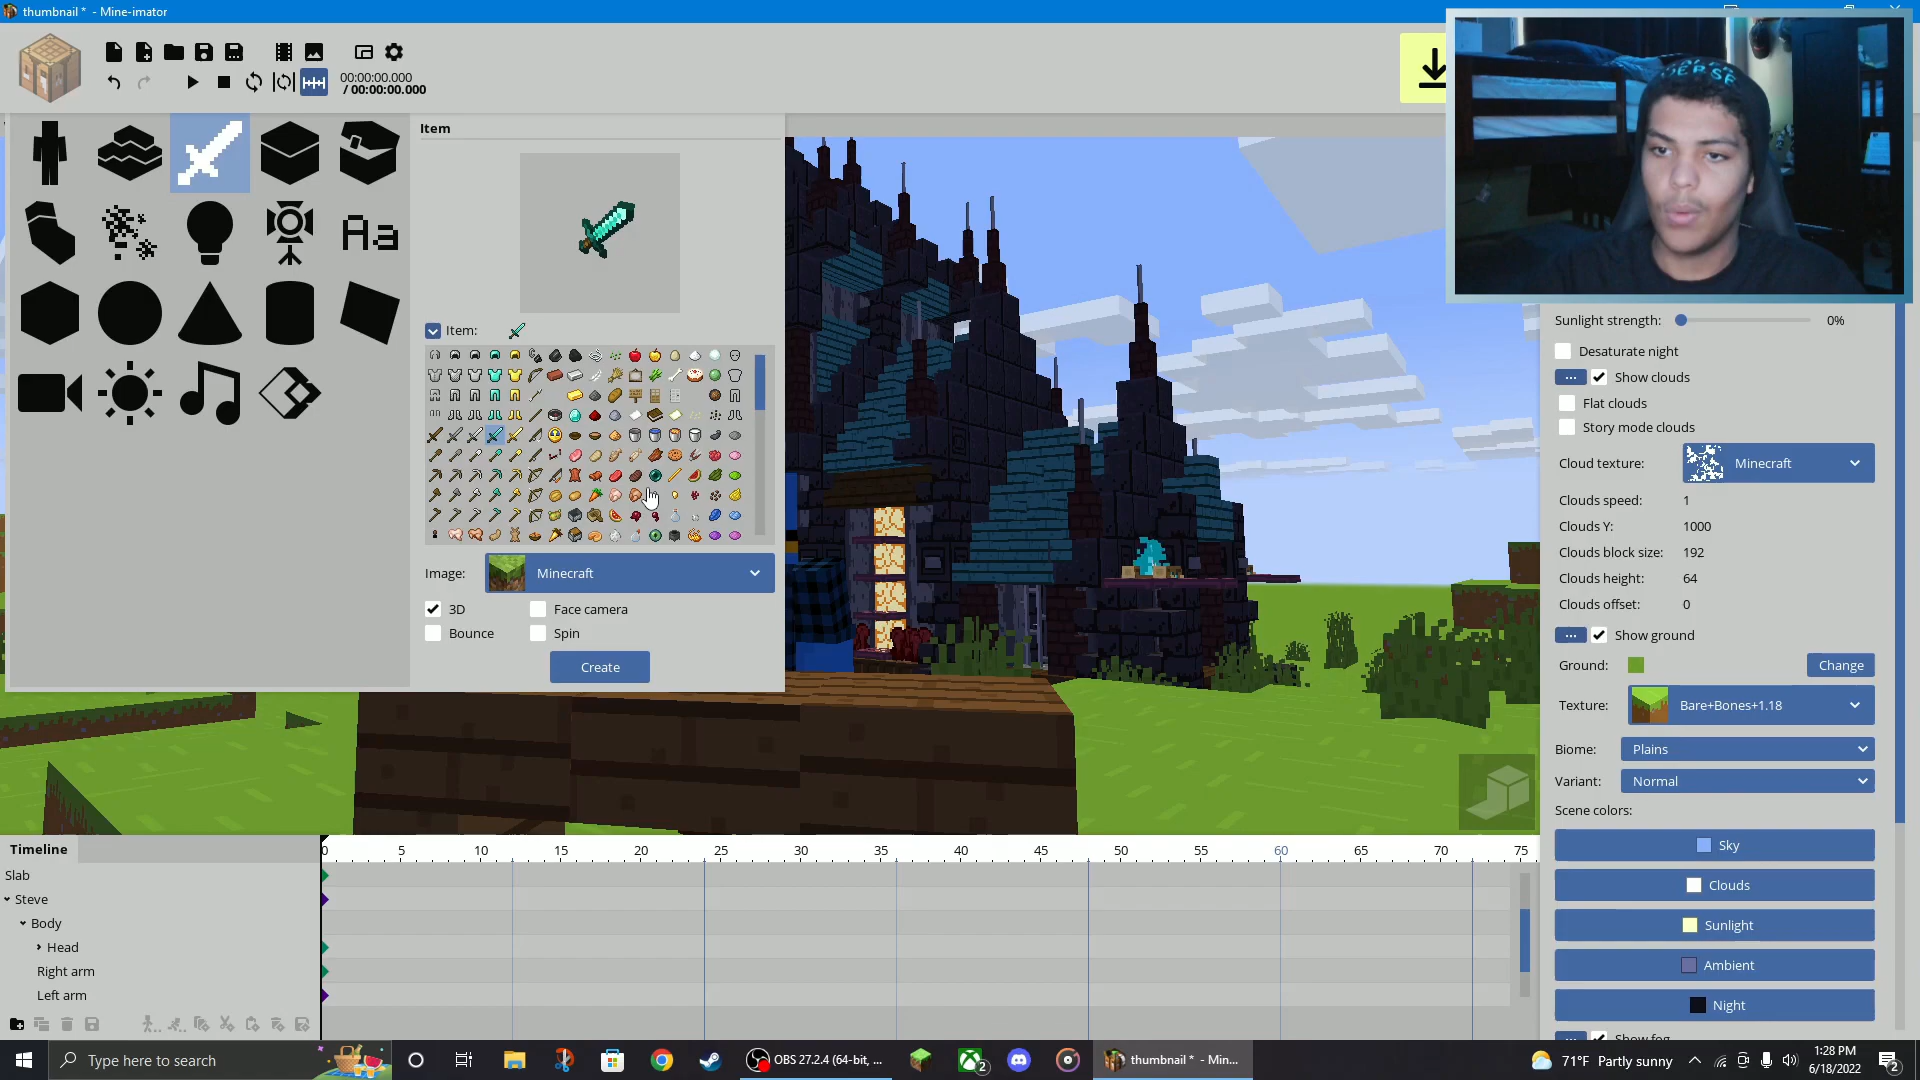 thumbnail * - Mine-imator
00:00:00.000
/ 00:00:00.000
Item
Item:
Image:
Minecraft
3D
Face camera
Bounce
Spin
Create
Aa
Sunlight strength:
0%
Desaturate night
Show clouds
Flat clouds
Story mode clouds
Cloud texture:
Minecraft
Clouds speed:
1
Clouds Y:
1000
Clouds block size:
192
Clouds height:
64
Clouds offset:
0
Show ground
Ground:
Change
Texture:
Bare+Bones+1.18
Biome:
Plains
Variant:
Normal
Scene colors:
Sky
Clouds
Sunlight
Ambient
Night
Show fog
Timeline
0 5 10 15 20 25 30 35 40 45 50 55 60 65 70 75
Slab
Steve
Body
Head
Right arm
Left arm
Type here to search
OBS 27.2.4 (64-bit, ...
2
thumbnail * - Min...
71°F Partly sunny
1:28 PM
6/18/2022
2